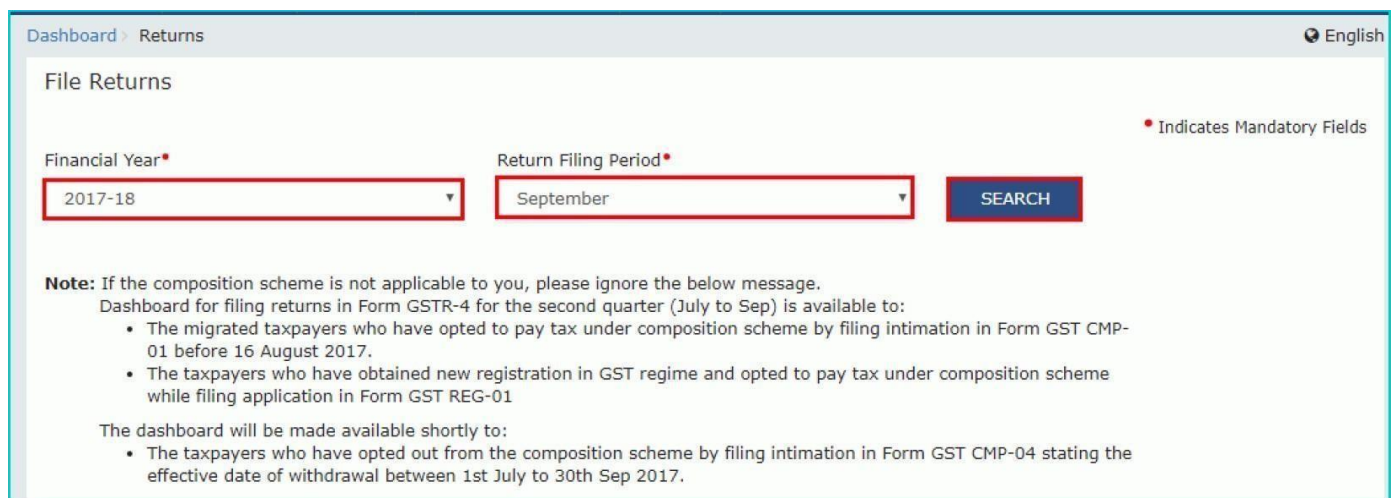 Dashboard > Returns English
File Returns
• Indicates Mandatory Fields
Financial Year• Return Filing Period•
2017-18 September SEARCH
Note: If the composition scheme is not applicable to you, please ignore the below message.
Dashboard for filing returns in Form GSTR-4 for the second quarter (July to Sep) is available to:
• The migrated taxpayers who have opted to pay tax under composition scheme by filing intimation in Form GST CMP-
01 before 16 August 2017.
• The taxpayers who have obtained new registration in GST regime and opted to pay tax under composition scheme
while filing application in Form GST REG-01
The dashboard will be made available shortly to:
• The taxpayers who have opted out from the composition scheme by filing intimation in Form GST CMP-04 stating the
effective date of withdrawal between 1st July to 30th Sep 2017.